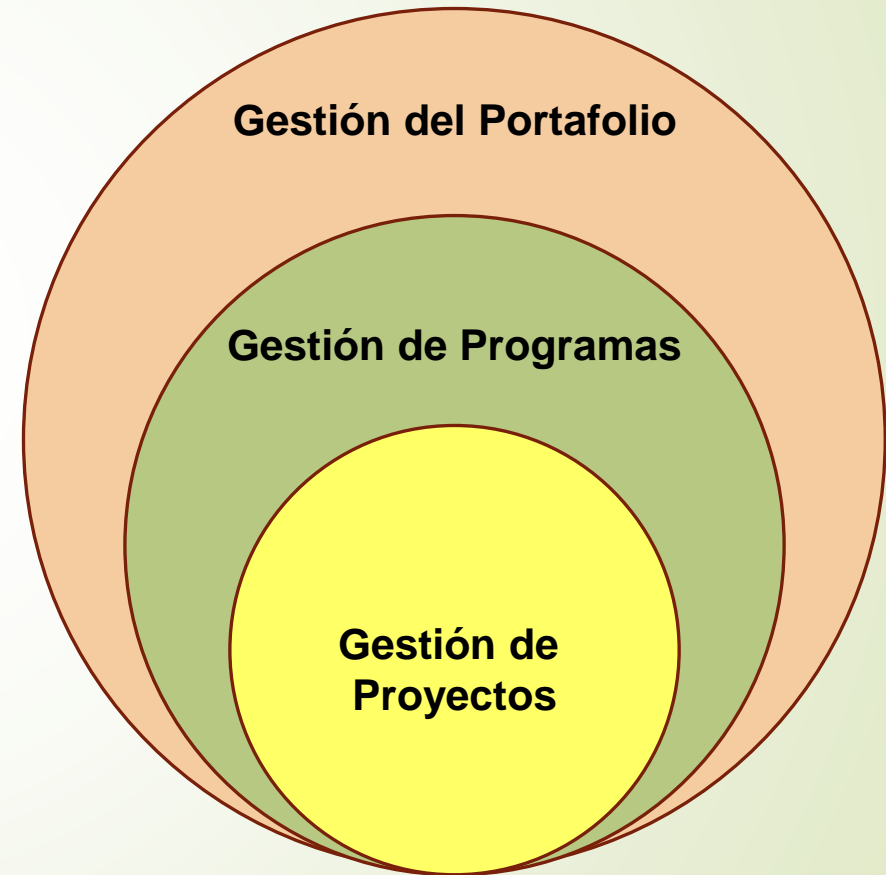 Gestión del Portafolio
Gestión de Programas
Gestión de
Proyectos